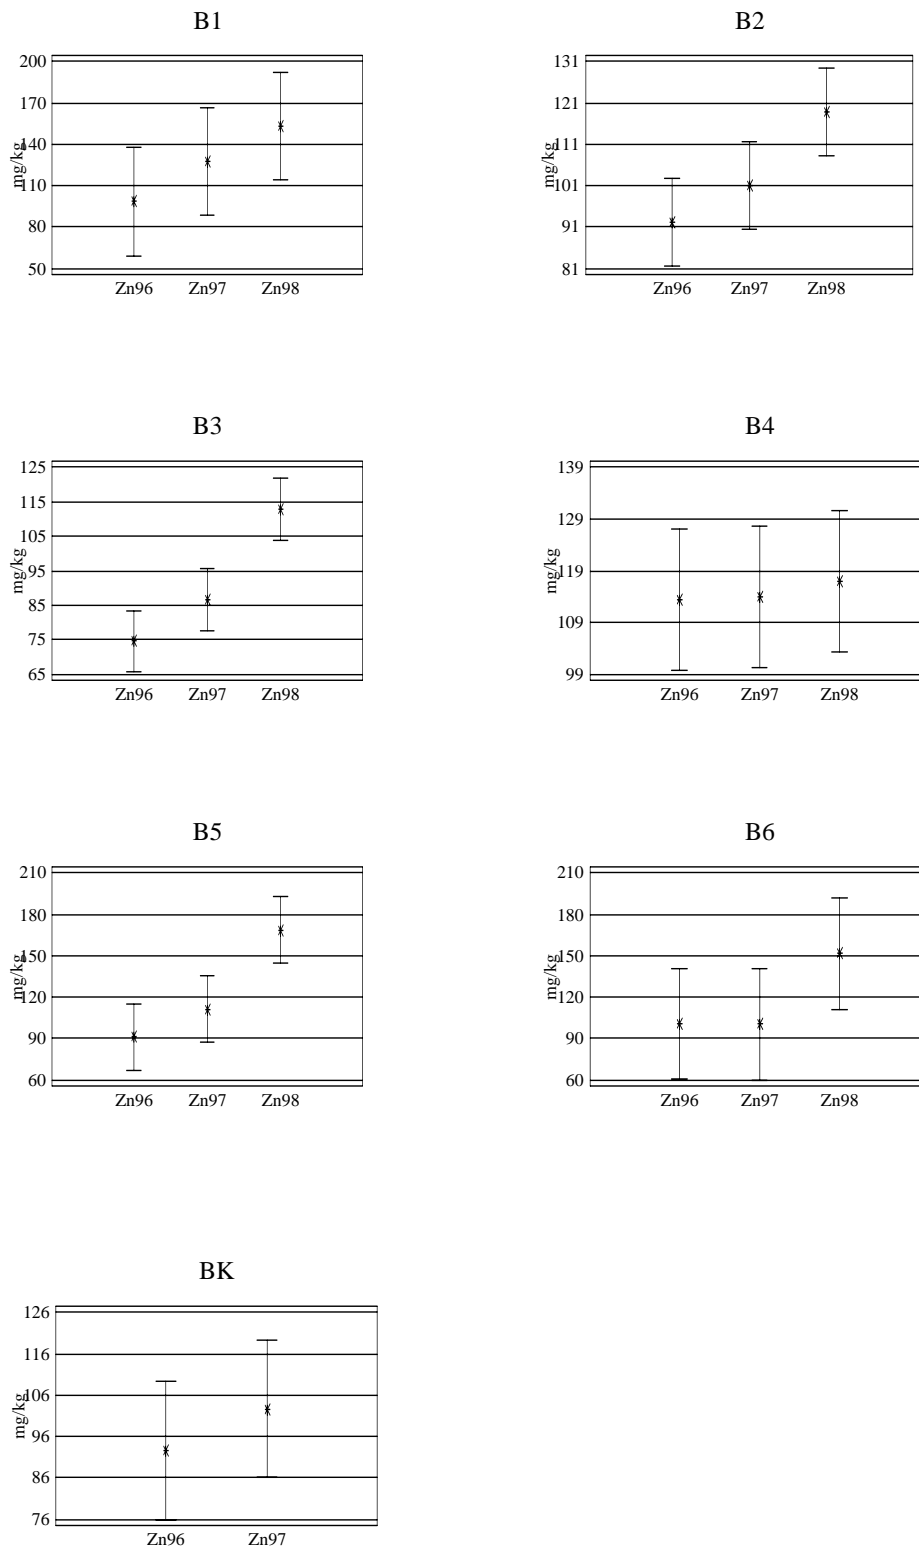 B1
200
170
140
110
80
50
mg/kg
Zn96 Zn97 Zn98
B2
131
121
111
101
91
81
mg/kg
Zn96 Zn97 Zn98
B3
125
115
105
95
85
75
65
mg/kg
Zn96 Zn97 Zn98
B4
139
129
119
109
99
mg/kg
Zn96 Zn97 Zn98
B5
210
180
150
120
90
60
mg/kg
Zn96 Zn97 Zn98
B6
210
180
150
120
90
60
mg/kg
Zn96 Zn97 Zn98
BK
126
116
106
96
86
76
mg/kg
Zn96 Zn97